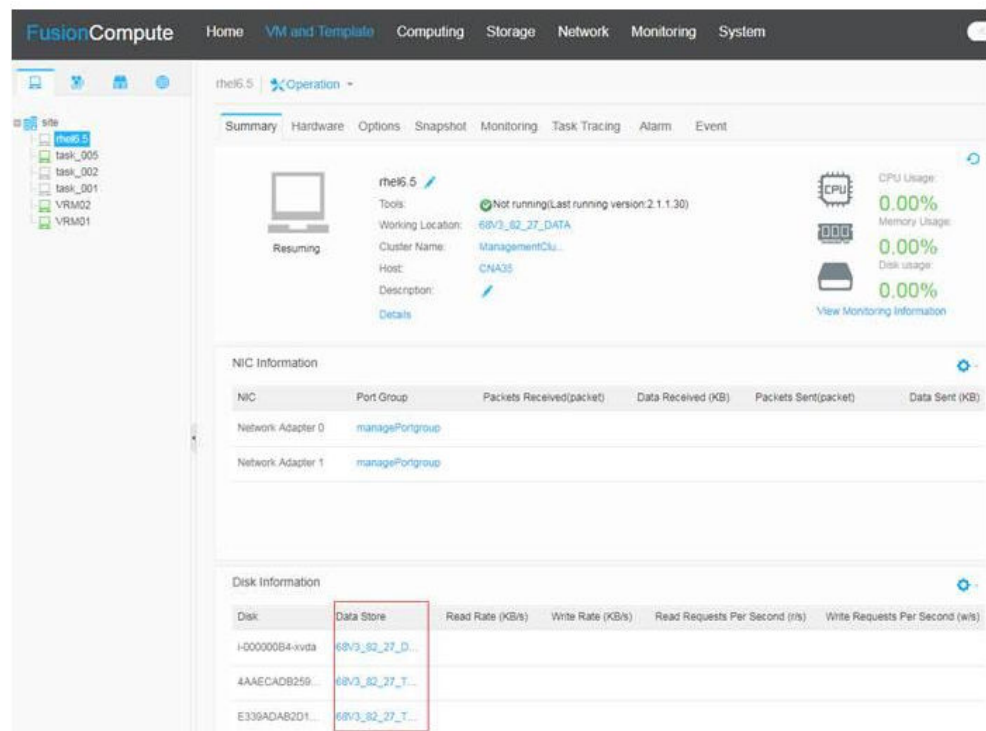 FusionCompute Home VM and Template Computing Storage Network Monitoring System
rhel6.5 Operation
site
rhel6.5
task_005
task_002
task_001
VRM02
VRM01
Summary Hardware Options Snapshot Monitoring Task Tracing Alarm Event
Resuming
rhel6.5
Tools: Not running(Last running version:2.1.1.30)
Working Location: 68V3_82_27_DATA
Cluster Name: ManagementClu...
Host: CNA35
Description:
Details
CPU
CPU Usage:
0.00%
Memory Usage:
0.00%
Disk usage:
0.00%
View Monitoring Information
NIC Information
NIC Port Group Packets Received(packet) Data Received (KB) Packets Sent(packet) Data Sent (KB)
Network Adapter 0 managePortgroup
Network Adapter 1 managePortgroup
Disk Information
Disk Data Store Read Rate (KB/s) Write Rate (KB/s) Read Requests Per Second (r/s) Write Requests Per Second (w/s)
i-000000B4-xvda 68V3_82_27_D...
4AAECADB259... 68V3_82_27_T...
E339ADAB2D1... 68V3_82_27_T...